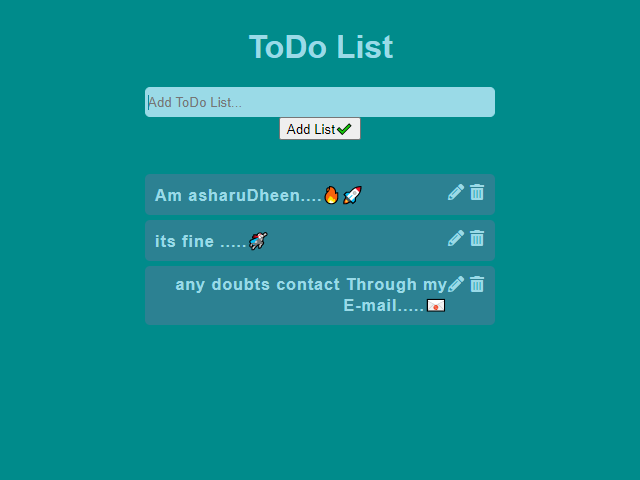 ToDo List
Add ToDo List...
Add List✔
Am asharuDheen....🔥🚀
its fine .....
any doubts contact Through my
E-mail.....💌